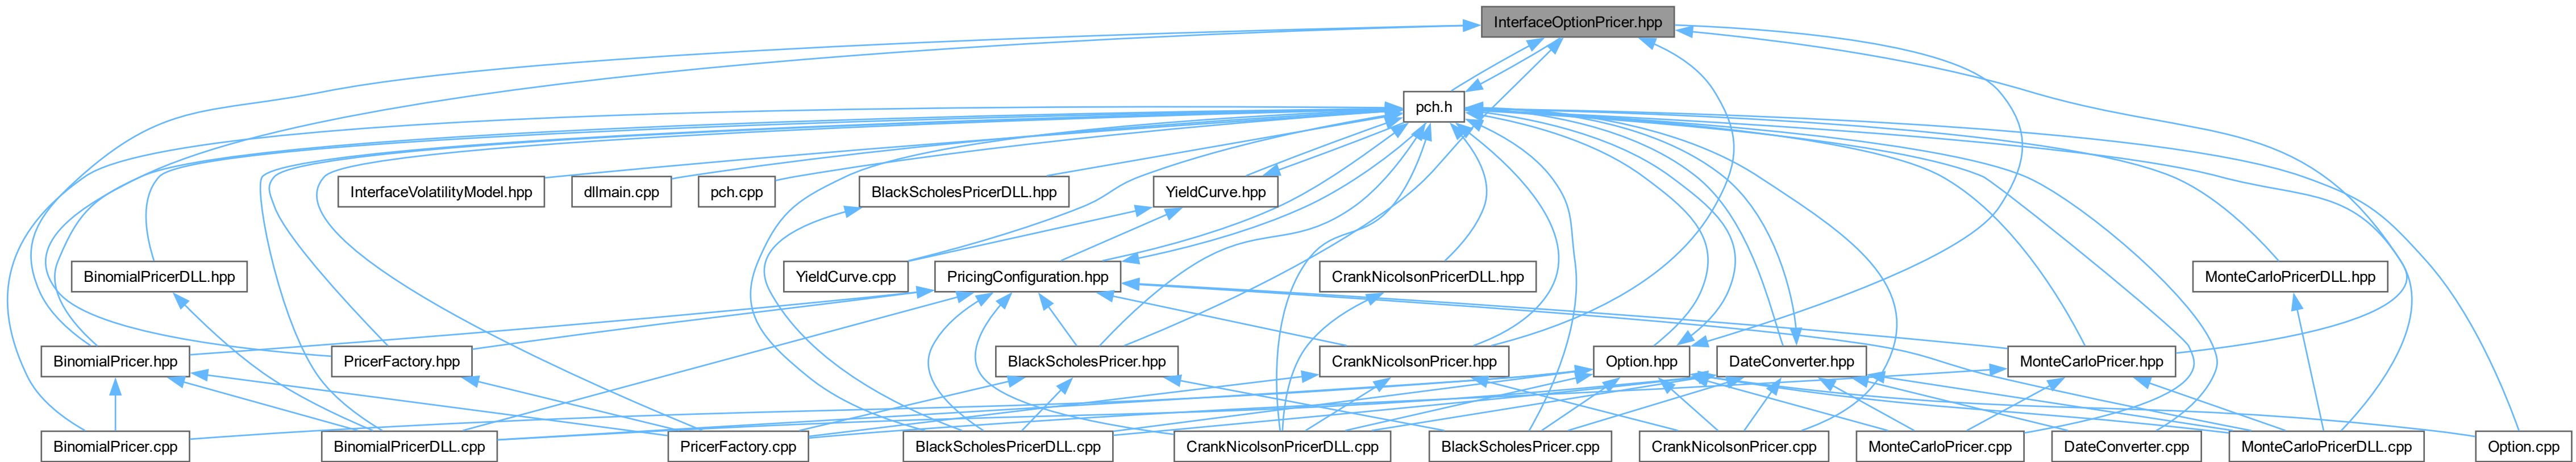 InterfaceOptionPricer.hpp
pch.h
InterfaceVolatilityModel.hpp
dllmain.cpp
pch.cpp
BlackScholesPricerDLL.hpp
YieldCurve.hpp
BinomialPricerDLL.hpp
YieldCurve.cpp
PricingConfiguration.hpp
CrankNicolsonPricerDLL.hpp
MonteCarloPricerDLL.hpp
BinomialPricer.hpp
PricerFactory.hpp
BlackScholesPricer.hpp
CrankNicolsonPricer.hpp
Option.hpp
DateConverter.hpp
MonteCarloPricer.hpp
BinomialPricer.cpp
BinomialPricerDLL.cpp
PricerFactory.cpp
BlackScholesPricerDLL.cpp
CrankNicolsonPricerDLL.cpp
BlackScholesPricer.cpp
CrankNicolsonPricer.cpp
MonteCarloPricer.cpp
DateConverter.cpp
MonteCarloPricerDLL.cpp
Option.cpp